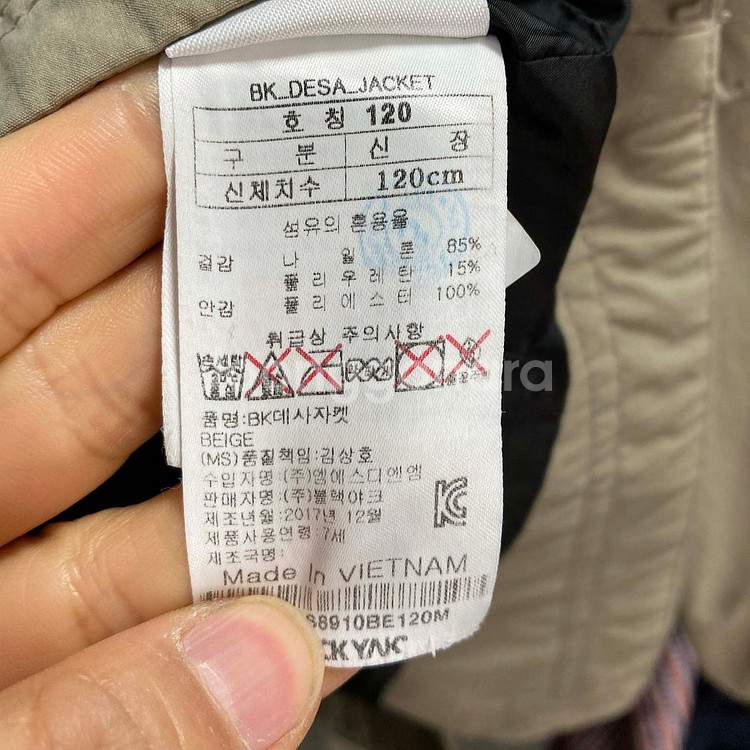 BK_DESA_JACKET
호 칭 120
구 분 신 장
신체치수 120cm
섬유의 혼용율
겉감 나 일 론 85%
폴 리 우 레 탄 15%
안감 폴 리 에 스 터 100%
취급상 주의사항
품명:BK데사자켓
BEIGE
(MS)품질책임:김상호
수입자명:(주)엠에스디앤엠
판매자명:(주)블랙야크
제조년월:2017년 12월
제품사용연령:7세
제조국명:
Made In VIETNAM
S8910BE120M
CKYAK